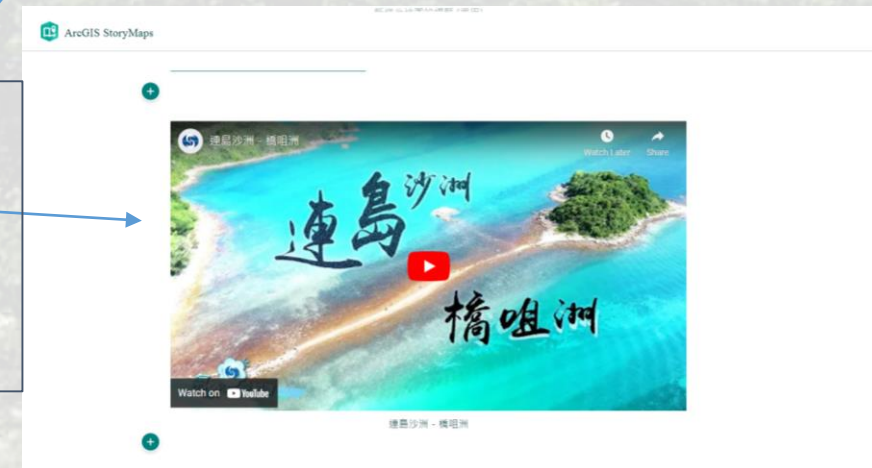 ArcGIS StoryMaps
連島沙洲 - 橋咀洲
Watch Later
Share
連島沙洲
橋咀洲
Watch on YouTube
連島沙洲 - 橋咀洲